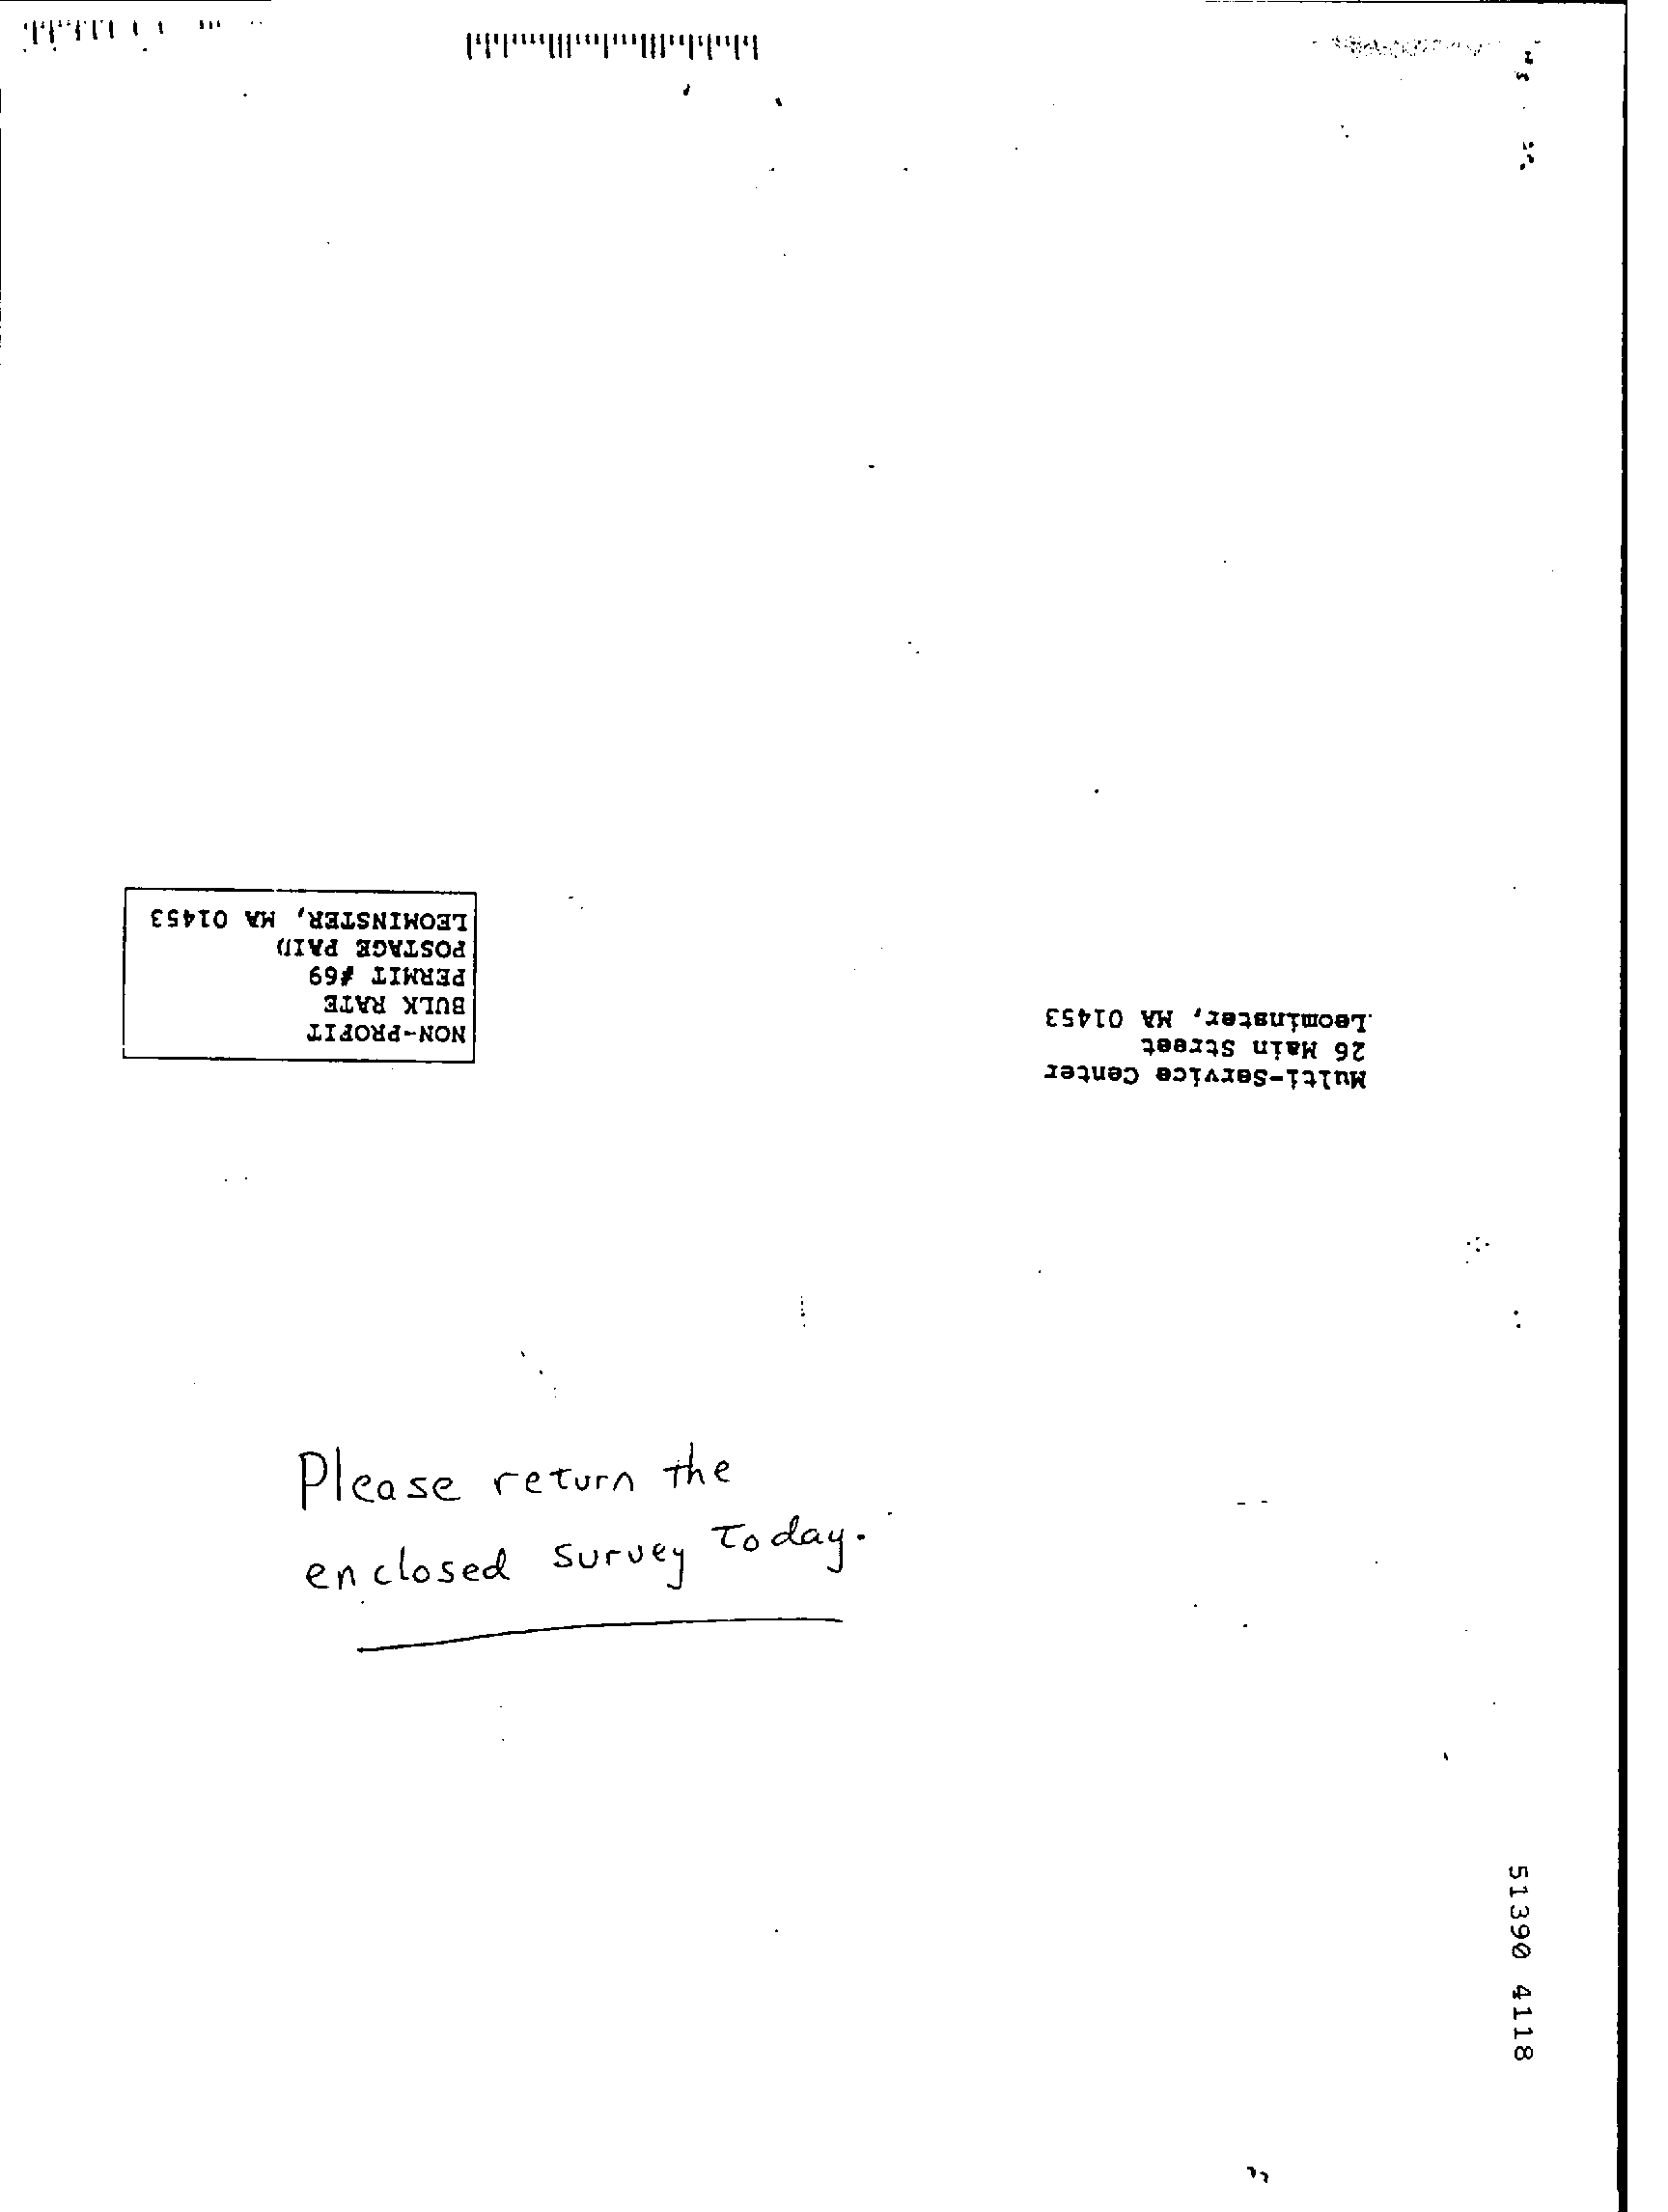 LEOMINSTER, MA 01453
POSTAGE PAID
PERMIT #69
BULK RATE
NON-PROFIT
Leominster, MA 01453
26 Main Street
Multi-Service Center
Please return the
enclosed survey today.
51390 4118